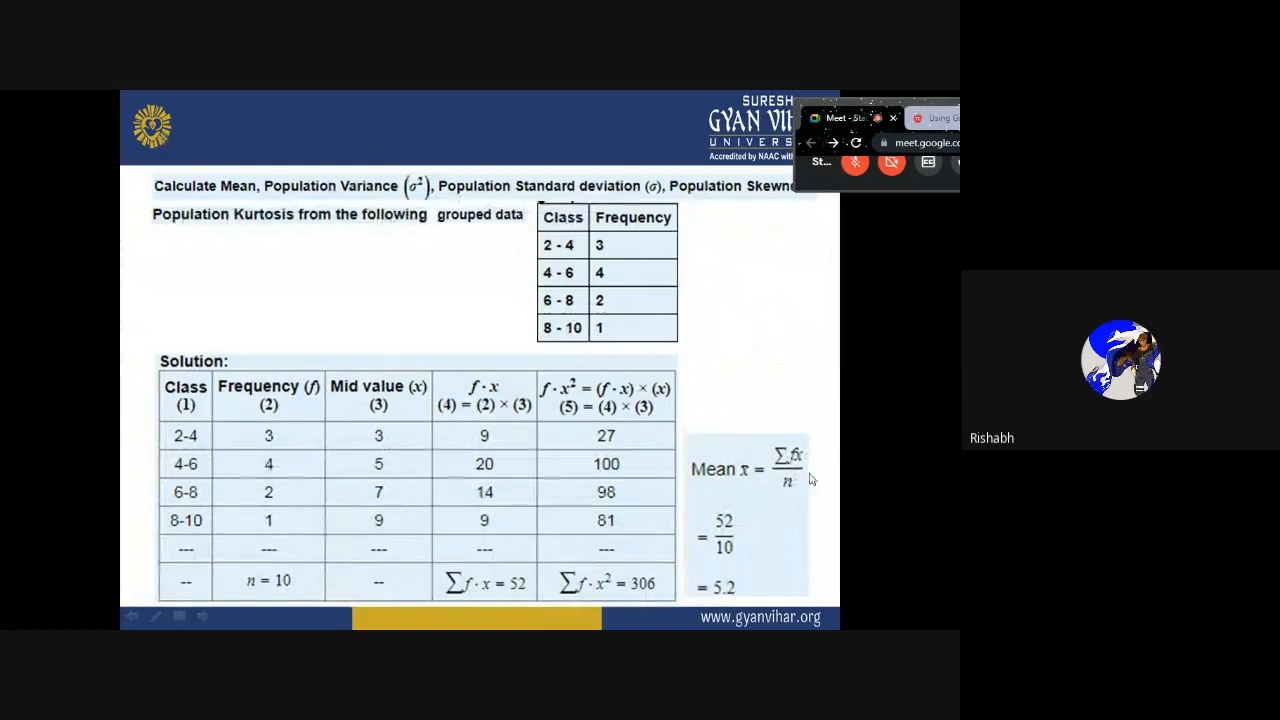 SURESH
GYAN VIH
UNIVERS
Accredited by NAAC with
Meet - Sta
Using G
meet.google.co
St...
Calculate Mean, Population Variance (σ²), Population Standard deviation (σ), Population Skewne
Population Kurtosis from the following grouped data
Class Frequency
2 - 4 3
4 - 6 4
6 - 8 2
8 - 10 1
Solution:
Class (1) Frequency (f) (2) Mid value (x) (3) f · x (4) = (2) × (3) f · x² = (f · x) × (x) (5) = (4) × (3)
2-4 3 3 9 27
4-6 4 5 20 100
6-8 2 7 14 98
8-10 1 9 9 81
--- --- --- --- ---
-- n = 10 -- ∑f · x = 52 ∑f · x² = 306
Mean x̄ = ∑fx / n
= 52 / 10
= 5.2
www.gyanvihar.org
Rishabh